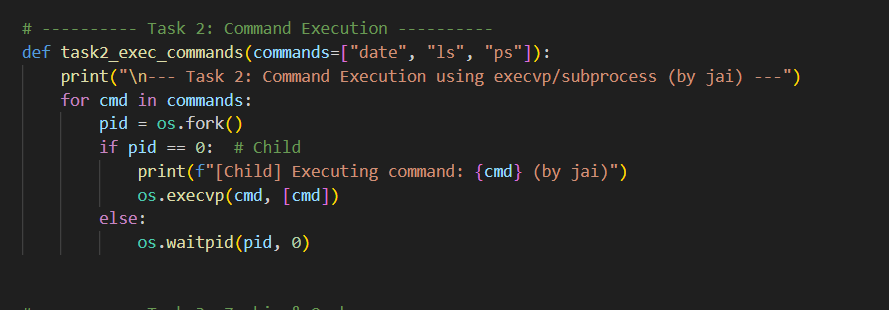 # ---------- Task 2: Command Execution ----------
def task2_exec_commands(commands=["date", "ls", "ps"]):
    print("\n--- Task 2: Command Execution using execvp/subprocess (by jai) ---")
    for cmd in commands:
        pid = os.fork()
        if pid == 0:  # Child
            print(f"[Child] Executing command: {cmd} (by jai)")
            os.execvp(cmd, [cmd])
        else:
            os.waitpid(pid, 0)